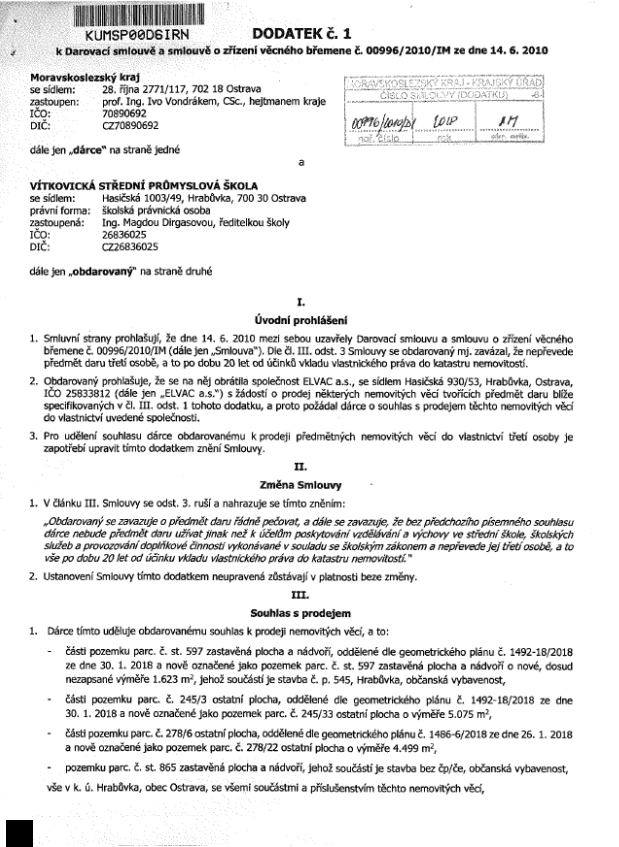 KUMSP00D6IRN
DODATEK č. 1
k Darovací smlouvě a smlouvě o zřízení věcného břemene č. 00996/2010/IM ze dne 14. 6. 2010
Moravskoslezský kraj
se sídlem: 28. října 2771/117, 702 18 Ostrava
zastoupen: prof. Ing. Ivo Vondrákem, CSc., hejtmanem kraje
IČO: 70890692
DIČ: CZ70890692
MORAVSKOSLEZSKÝ KRAJ - KRAJSKÝ ÚŘAD
ČÍSLO SMLOUVY (DODATKU)
poř. číslo rok
dále jen „dárce" na straně jedné
a
VÍTKOVICKÁ STŘEDNÍ PRŮMYSLOVÁ ŠKOLA
se sídlem: Hasičská 1003/49, Hrabůvka, 700 30 Ostrava
právní forma: školská právnická osoba
zastoupená: Ing. Magdou Dirgasovou, ředitelkou školy
IČO: 26836025
DIČ: CZ26836025
dále jen „obdarovaný" na straně druhé
I.
Úvodní prohlášení
1. Smluvní strany prohlašují, že dne 14. 6. 2010 mezi sebou uzavřely Darovací smlouvu a smlouvu o zřízení věcného
břemene č. 00996/2010/IM (dále jen „Smlouva"). Dle čl. III. odst. 3 Smlouvy se obdarovaný mj. zavázal, že nepřevede
předmět daru třetí osobě, a to po dobu 20 let od účinků vkladu vlastnického práva do katastru nemovitostí.
2. Obdarovaný prohlašuje, že se na něj obrátila společnost ELVAC a.s., se sídlem Hasičská 930/53, Hrabůvka, Ostrava,
IČO 25833812 (dále jen „ELVAC a.s.") s žádostí o prodej některých nemovitých věcí tvořících předmět daru blíže
specifikovaných v čl. III. odst. 1 tohoto dodatku, a proto požádal dárce o souhlas s prodejem těchto nemovitých věcí
do vlastnictví uvedené společnosti.
3. Pro udělení souhlasu dárce obdarovanému k prodeji předmětných nemovitých věcí do vlastnictví třetí osoby je
zapotřebí upravit tímto dodatkem znění Smlouvy.
II.
Změna Smlouvy
1. V článku III. Smlouvy se odst. 3. ruší a nahrazuje se tímto zněním:
„Obdarovaný se zavazuje o předmět daru řádně pečovat, a dále se zavazuje, že bez předchozího písemného souhlasu
dárce nebude předmět daru užívat jinak než k účelům poskytování vzdělávání a výchovy ve střední škole, školských
služeb a provozování doplňkové činnosti vykonávané v souladu se školským zákonem a nepřevede jej třetí osobě, a to
vše po dobu 20 let od účinku vkladu vlastnického práva do katastru nemovitostí."
2. Ustanovení Smlouvy tímto dodatkem neupravená zůstávají v platnosti beze změny.
III.
Souhlas s prodejem
1. Dárce tímto uděluje obdarovanému souhlas k prodeji nemovitých věcí, a to:
- části pozemku parc. č. st. 597 zastavěná plocha a nádvoří, oddělené dle geometrického plánu č. 1492-18/2018
ze dne 30. 1. 2018 a nově označené jako pozemek parc. č. st. 597 zastavěná plocha a nádvoří o nové, dosud
nezapsané výměře 1.623 m², jehož součástí je stavba č. p. 545, Hrabůvka, občanská vybavenost,
- části pozemku parc. č. 245/3 ostatní plocha, oddělené dle geometrického plánu č. 1492-18/2018 ze dne
30. 1. 2018 a nově označené jako pozemek parc. č. 245/33 ostatní plocha o výměře 5.075 m²,
- části pozemku parc. č. 278/6 ostatní plocha, oddělené dle geometrického plánu č. 1486-6/2018 ze dne 26. 1. 2018
a nově označené jako pozemek parc. č. 278/22 ostatní plocha o výměře 4.499 m²,
- pozemku parc. č. st. 865 zastavěná plocha a nádvoří, jehož součástí je stavba bez čp/če, občanská vybavenost,
vše v k. ú. Hrabůvka, obec Ostrava, se všemi součástmi a příslušenstvím těchto nemovitých věcí,